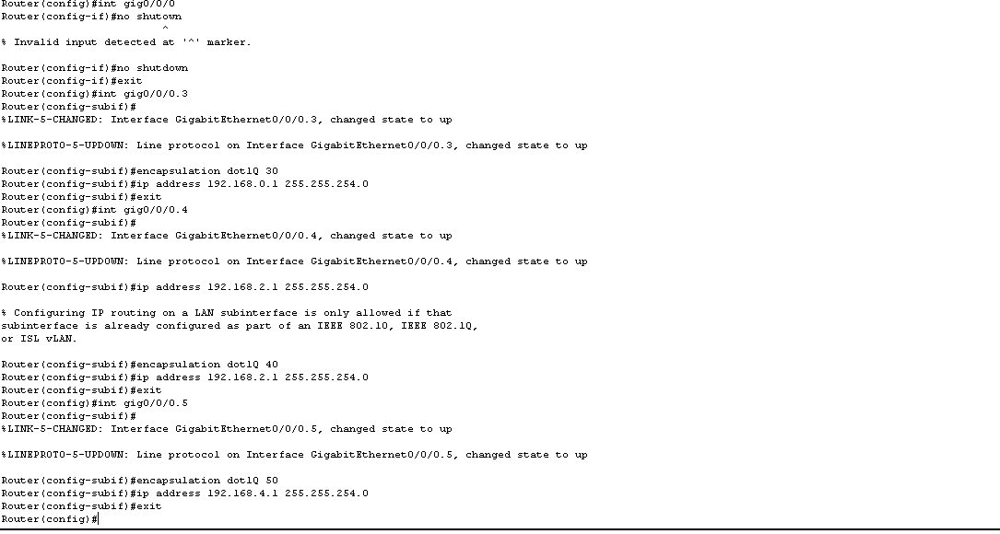 Router(config)#int gig0/0/0
Router(config-if)#no shutown
^
% Invalid input detected at '^' marker.
Router(config-if)#no shutdown
Router(config-if)#exit
Router(config)#int gig0/0/0.3
Router(config-subif)#
%LINK-5-CHANGED: Interface GigabitEthernet0/0/0.3, changed state to up
%LINEPROTO-5-UPDOWN: Line protocol on Interface GigabitEthernet0/0/0.3, changed state to up
Router(config-subif)#encapsulation dot1Q 30
Router(config-subif)#ip address 192.168.0.1 255.255.254.0
Router(config-subif)#exit
Router(config)#int gig0/0/0.4
Router(config-subif)#
%LINK-5-CHANGED: Interface GigabitEthernet0/0/0.4, changed state to up
%LINEPROTO-5-UPDOWN: Line protocol on Interface GigabitEthernet0/0/0.4, changed state to up
Router(config-subif)#ip address 192.168.2.1 255.255.254.0
% Configuring IP routing on a LAN subinterface is only allowed if that
subinterface is already configured as part of an IEEE 802.10, IEEE 802.1Q,
or ISL vLAN.
Router(config-subif)#encapsulation dot1Q 40
Router(config-subif)#ip address 192.168.2.1 255.255.254.0
Router(config-subif)#exit
Router(config)#int gig0/0/0.5
Router(config-subif)#
%LINK-5-CHANGED: Interface GigabitEthernet0/0/0.5, changed state to up
%LINEPROTO-5-UPDOWN: Line protocol on Interface GigabitEthernet0/0/0.5, changed state to up
Router(config-subif)#encapsulation dot1Q 50
Router(config-subif)#ip address 192.168.4.1 255.255.254.0
Router(config-subif)#exit
Router(config)#